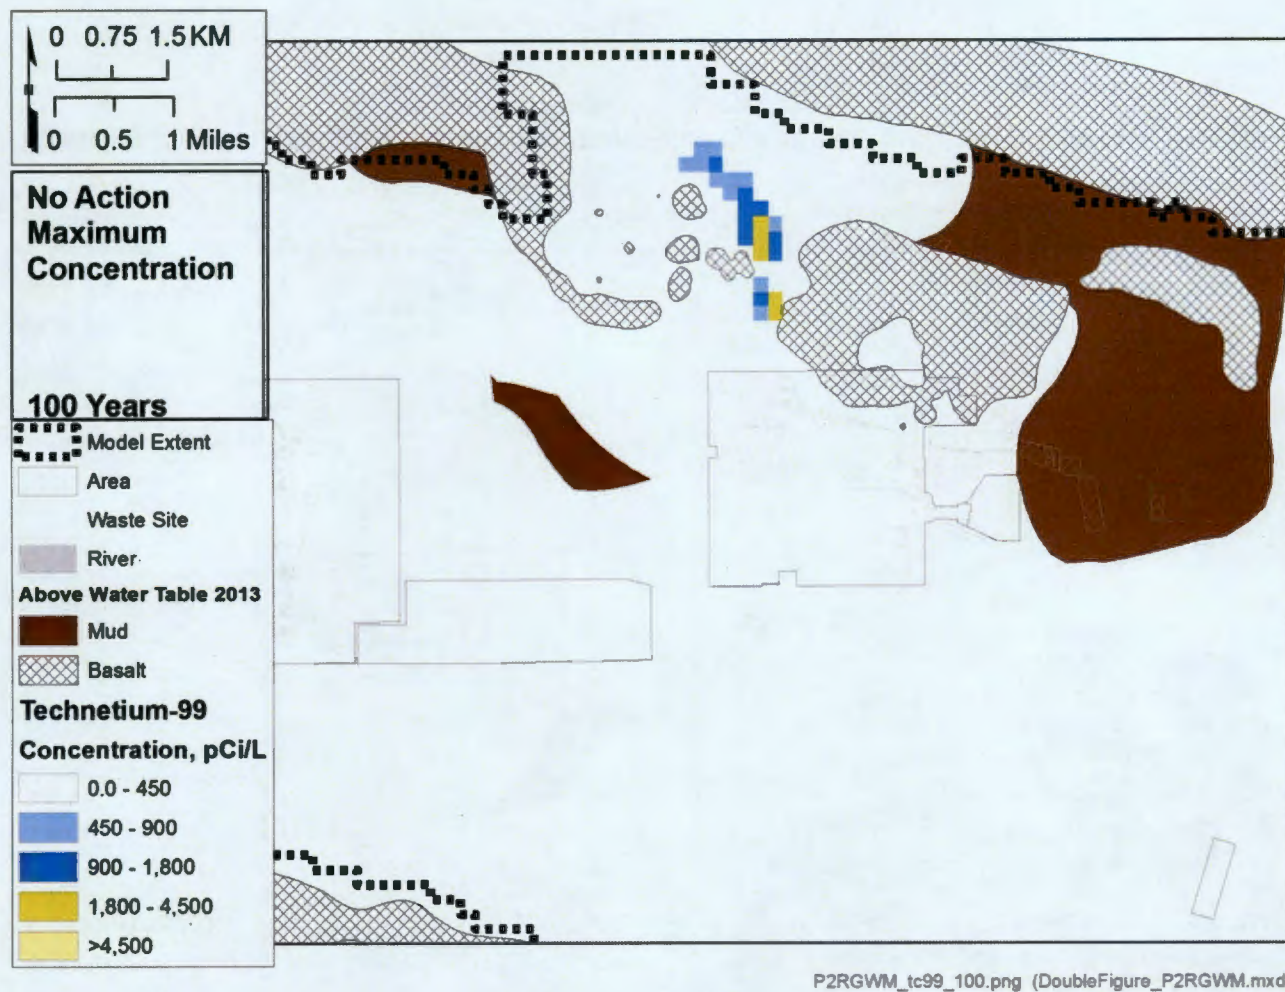 0 0.75 1.5 KM
0 0.5 1 Miles
No Action
Maximum
Concentration
100 Years
Model Extent
Area
Waste Site
River
Above Water Table 2013
Mud
Basalt
Technetium-99
Concentration, pCi/L
0.0 - 450
450 - 900
900 - 1,800
1,800 - 4,500
>4,500
P2RGWM_tc99_100.png (DoubleFigure_P2RGWM.mxd